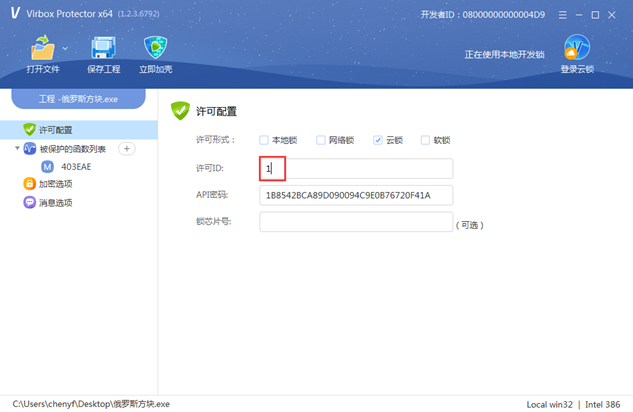 Virbox Protector x64 (1.2.3.6792) 开发者ID：08000000000004D9
打开文件 保存工程 立即加壳 正在使用本地开发锁 登录云锁
工程 -俄罗斯方块.exe
许可配置
被保护的函数列表
M 403EAE
加密选项
消息选项
许可配置
许可形式： 本地锁 网络锁 云锁 软锁
许可ID: 1
API密码: 1B8542BCA89D090094C9E0B76720F41A
锁芯片号: (可选)
C:\Users\chenyf\Desktop\俄罗斯方块.exe Local win32 | Intel 386